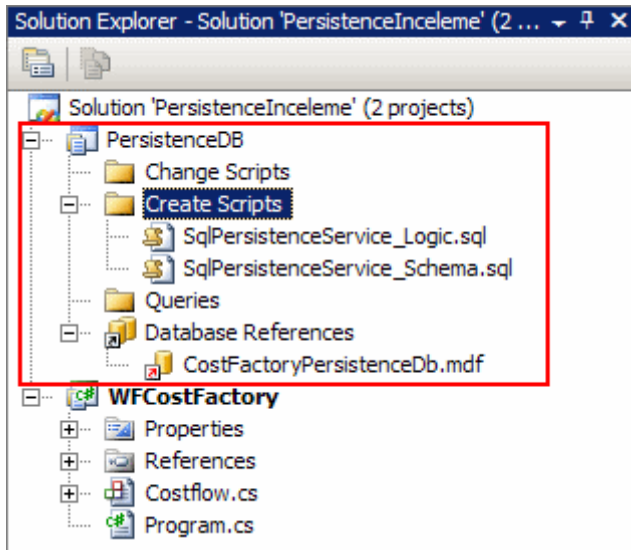 Solution Explorer - Solution 'PersistenceInceleme' (2 ...
Solution 'PersistenceInceleme' (2 projects)
PersistenceDB
Change Scripts
Create Scripts
SqlPersistenceService_Logic.sql
SqlPersistenceService_Schema.sql
Queries
Database References
CostFactoryPersistenceDb.mdf
WFCostFactory
Properties
References
Costflow.cs
Program.cs